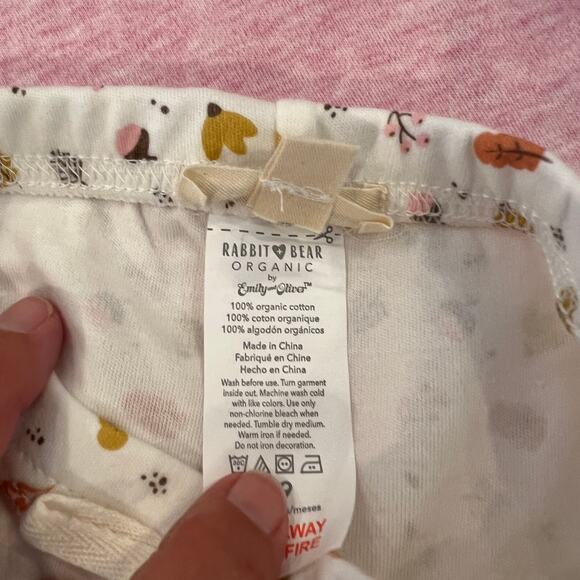 RABBIT BEAR
ORGANIC
by
Emily and Oliver™
100% organic cotton
100% coton organique
100% algodón orgánicos
Made in China
Fabriqué en Chine
Hecho en China
Wash before use. Turn garment
inside out. Machine wash cold
with like colors. Use only
non-chlorine bleach when
needed. Tumble dry medium.
Warm iron if needed.
Do not iron decoration.
30C
/meses
AWAY
FIRE